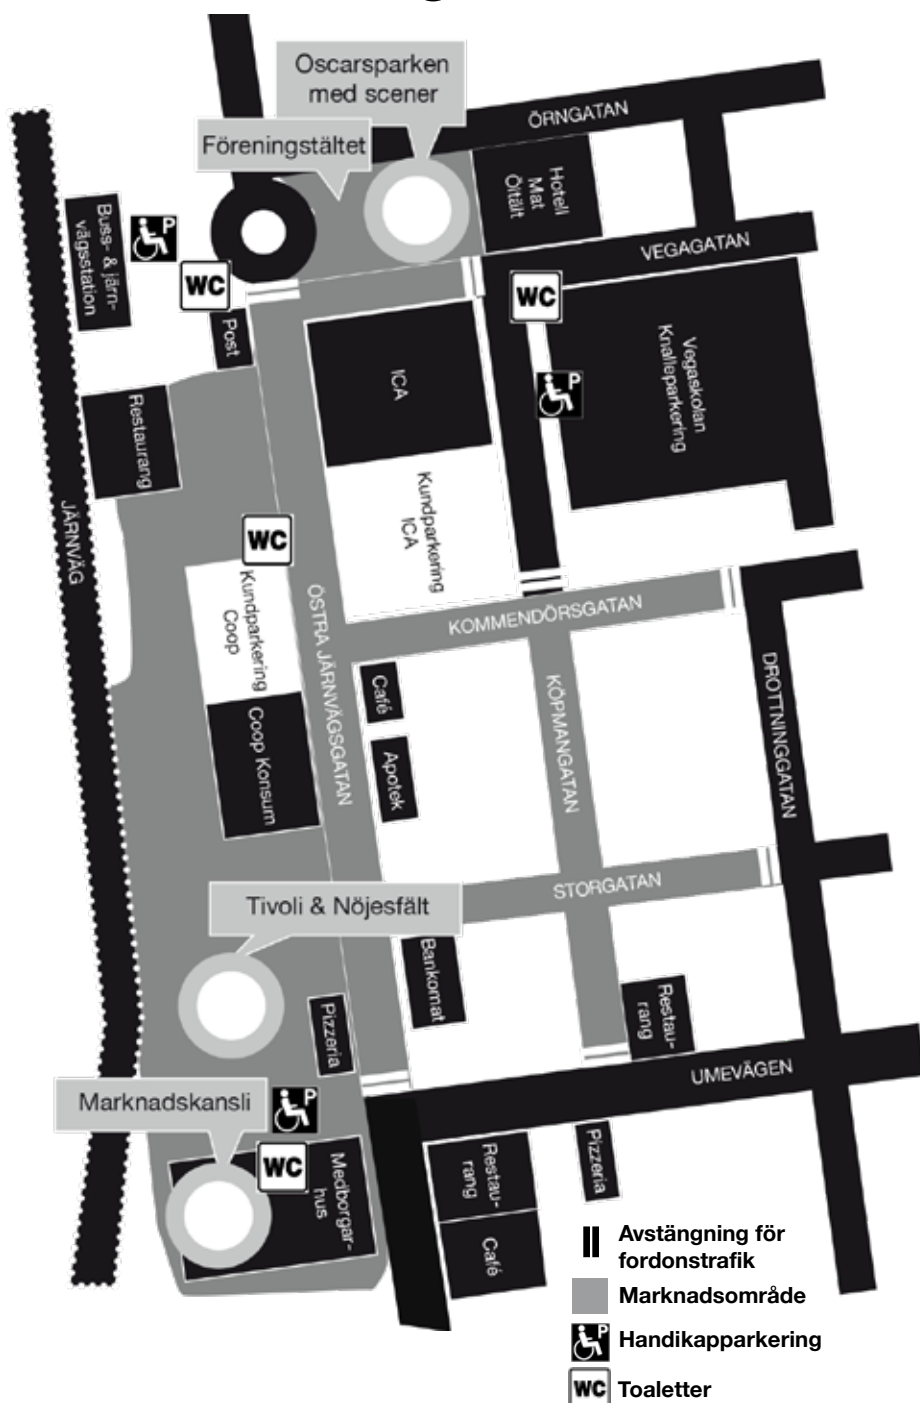 Oscarsparken
med scener
ÖRNGATAN
Föreningstältet
Hotell
Mat
Öltält
Buss- & järn-
vägsstation
P
VEGAGATAN
WC
WC
Post
ICA
Vegaskolan
Knalleparkering
P
Restaurang
Kundparkering
ICA
JÄRNVÄG
WC
Kundparkering
Coop
ÖSTRA JÄRNVÄGSGATAN
KOMMENDÖRSGATAN
Café
KÖPMANGATAN
DROTTNINGGATAN
Coop Konsum
Apotek
STORGATAN
Tivoli & Nöjesfält
Bankomat
Pizzeria
Restau-
rang
UMEVÄGEN
Marknadskansli
P
WC
Medborgar-
hus
Restau-
rang
Pizzeria
Café
Avstängning för
fordonstrafik
Marknadsområde
P
Handikapparkering
WC
Toaletter